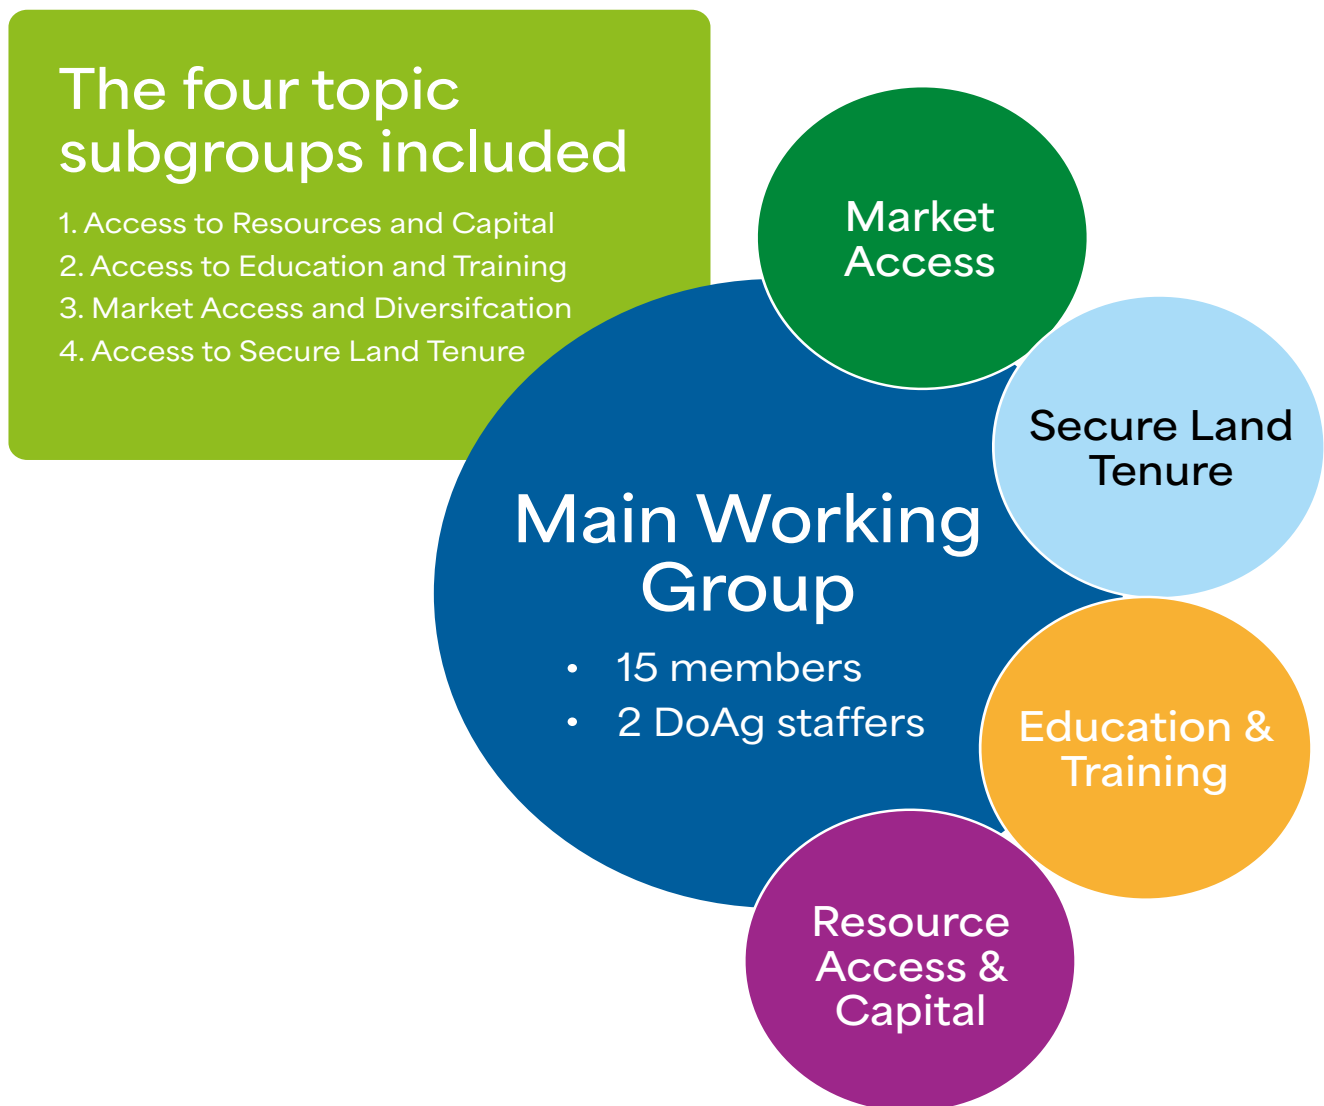 The four topic
subgroups included
1. Access to Resources and Capital
2. Access to Education and Training
3. Market Access and Diversifcation
4. Access to Secure Land Tenure
Market
Access
Secure Land
Tenure
Main Working
Group
• 15 members
• 2 DoAg staffers
Education &
Training
Resource
Access &
Capital